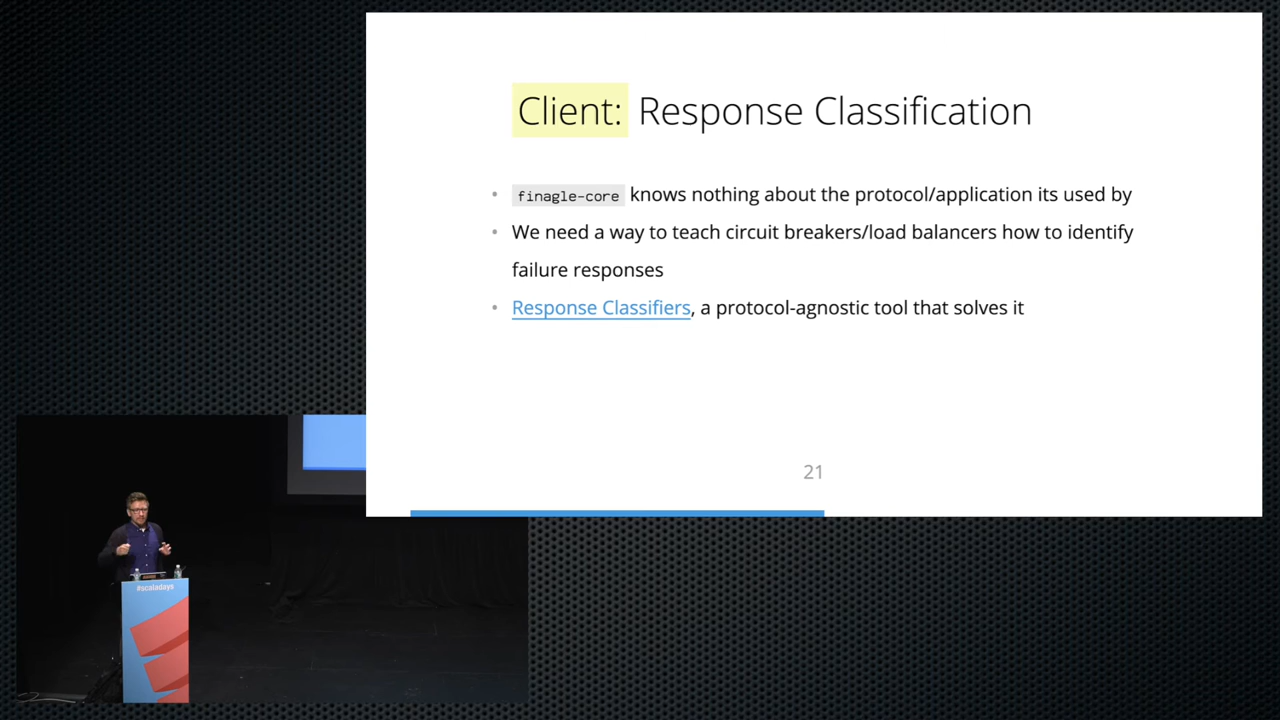 Client: Response Classification
• finagle-core knows nothing about the protocol/application its used by
• We need a way to teach circuit breakers/load balancers how to identify
failure responses
• Response Classifiers, a protocol-agnostic tool that solves it
21
#scaladays